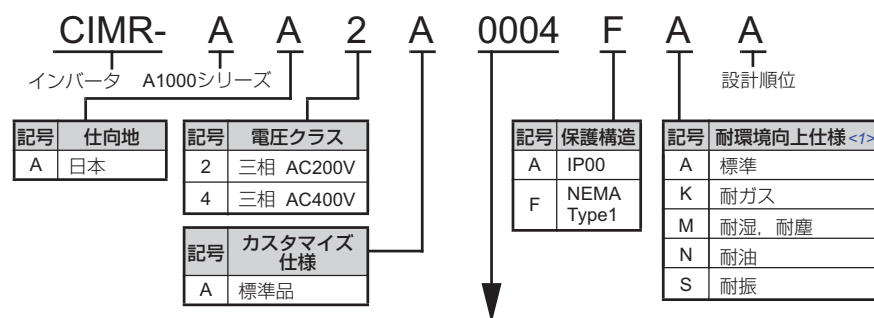 CIMR- A A 2 A 0004 F A A
インバータ A1000シリーズ 設計順位
記号 仕向地
A 日本
記号 電圧クラス
2 三相 AC200V
4 三相 AC400V
記号 カスタマイズ
仕様
A 標準品
記号 保護構造
A IP00
F NEMA
Type1
記号 耐環境向上仕様<1>
A 標準
K 耐ガス
M 耐湿,耐塵
N 耐油
S 耐振